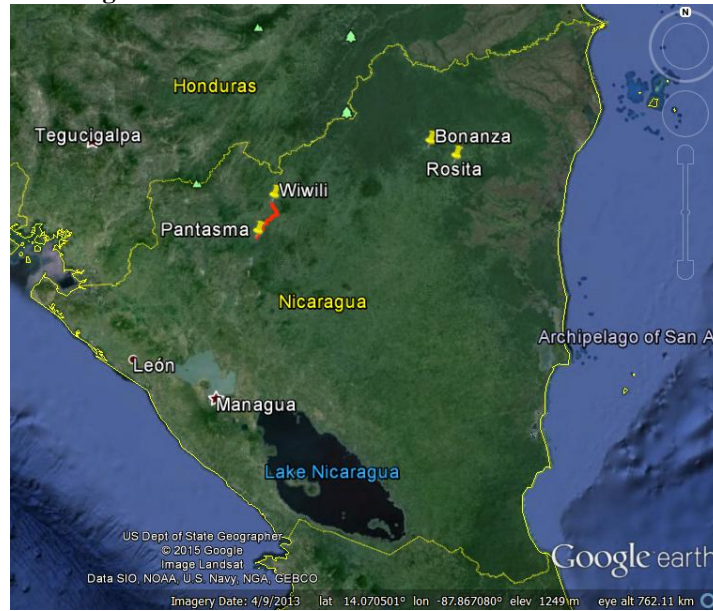 N
Honduras
Tegucigalpa
Bonanza
Rosita
Wiwili
Pantasma
Nicaragua
Archipelago of San A
León
Managua
Lake Nicaragua
US Dept of State Geographer
© 2015 Google
Image Landsat
Data SIO, NOAA, U.S. Navy, NGA, GEBCO
Google earth
Imagery Date: 4/9/2013 lat 14.070501° lon -87.867080° elev 1249 m eye alt 762.11 km